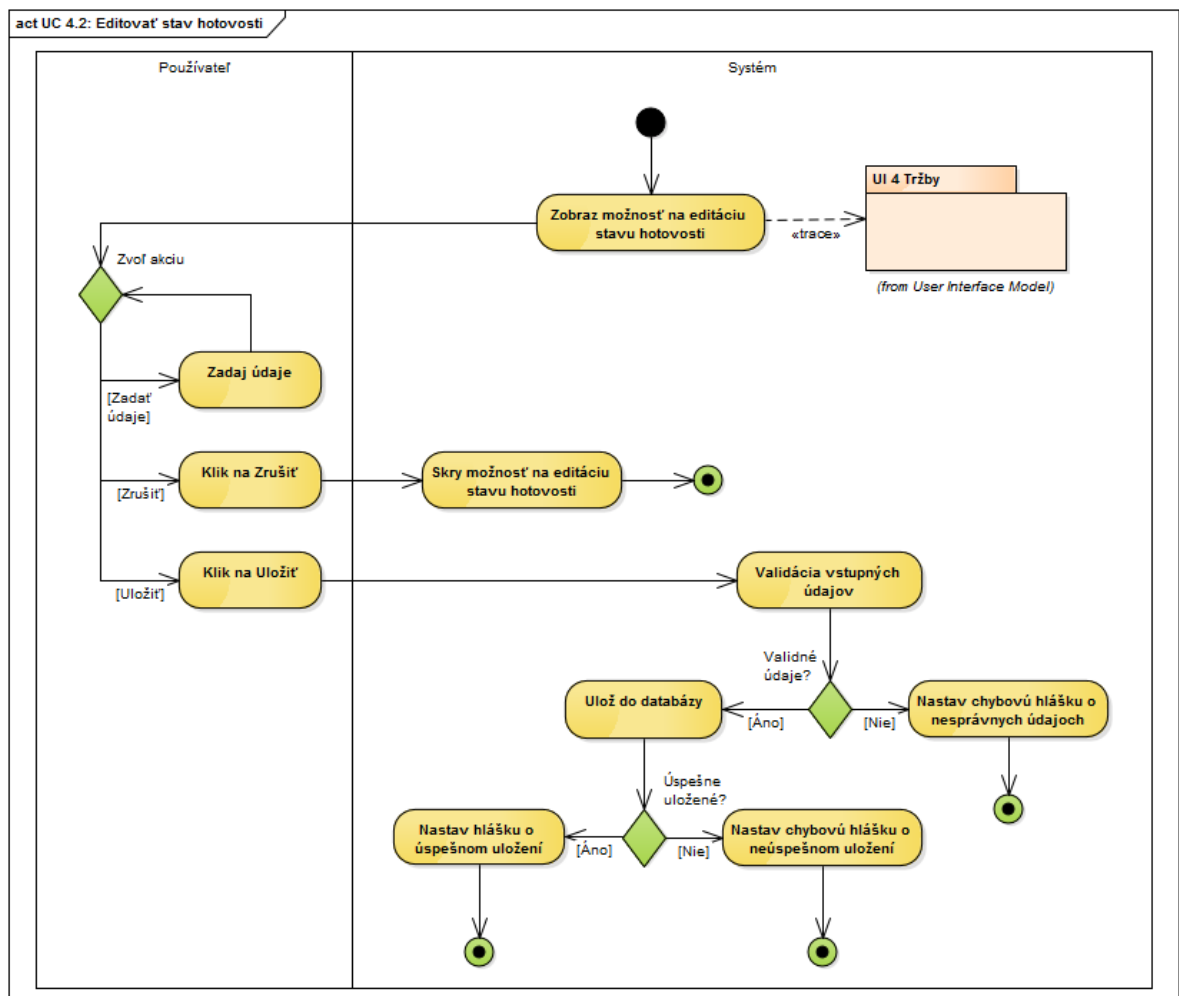 act UC 4.2: Editovať stav hotovosti
Používateľ
Systém
Zobraz možnosť na editáciu
stavu hotovosti
«trace»
UI 4 Tržby
(from User Interface Model)
Zvoľ akciu
Zadaj údaje
[Zadať
údaje]
Klik na Zrušiť
[Zrušiť]
Skry možnosť na editáciu
stavu hotovosti
Klik na Uložiť
[Uložiť]
Validácia vstupných
údajov
Validné
údaje?
Ulož do databázy
[Áno]
[Nie]
Nastav chybovú hlášku o
nesprávnych údajoch
Úspešne
uložené?
Nastav hlášku o
úspešnom uložení
[Áno]
[Nie]
Nastav chybovú hlášku o
neúspešnom uložení